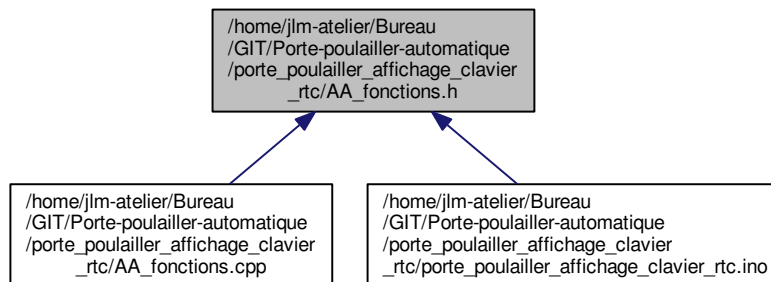 /home/jlm-atelier/Bureau
/GIT/Porte-poulailler-automatique
/porte_poulailler_affichage_clavier
_rtc/AA_fonctions.h
/home/jlm-atelier/Bureau
/GIT/Porte-poulailler-automatique
/porte_poulailler_affichage_clavier
_rtc/AA_fonctions.cpp
/home/jlm-atelier/Bureau
/GIT/Porte-poulailler-automatique
/porte_poulailler_affichage_clavier
_rtc/porte_poulailler_affichage_clavier_rtc.ino